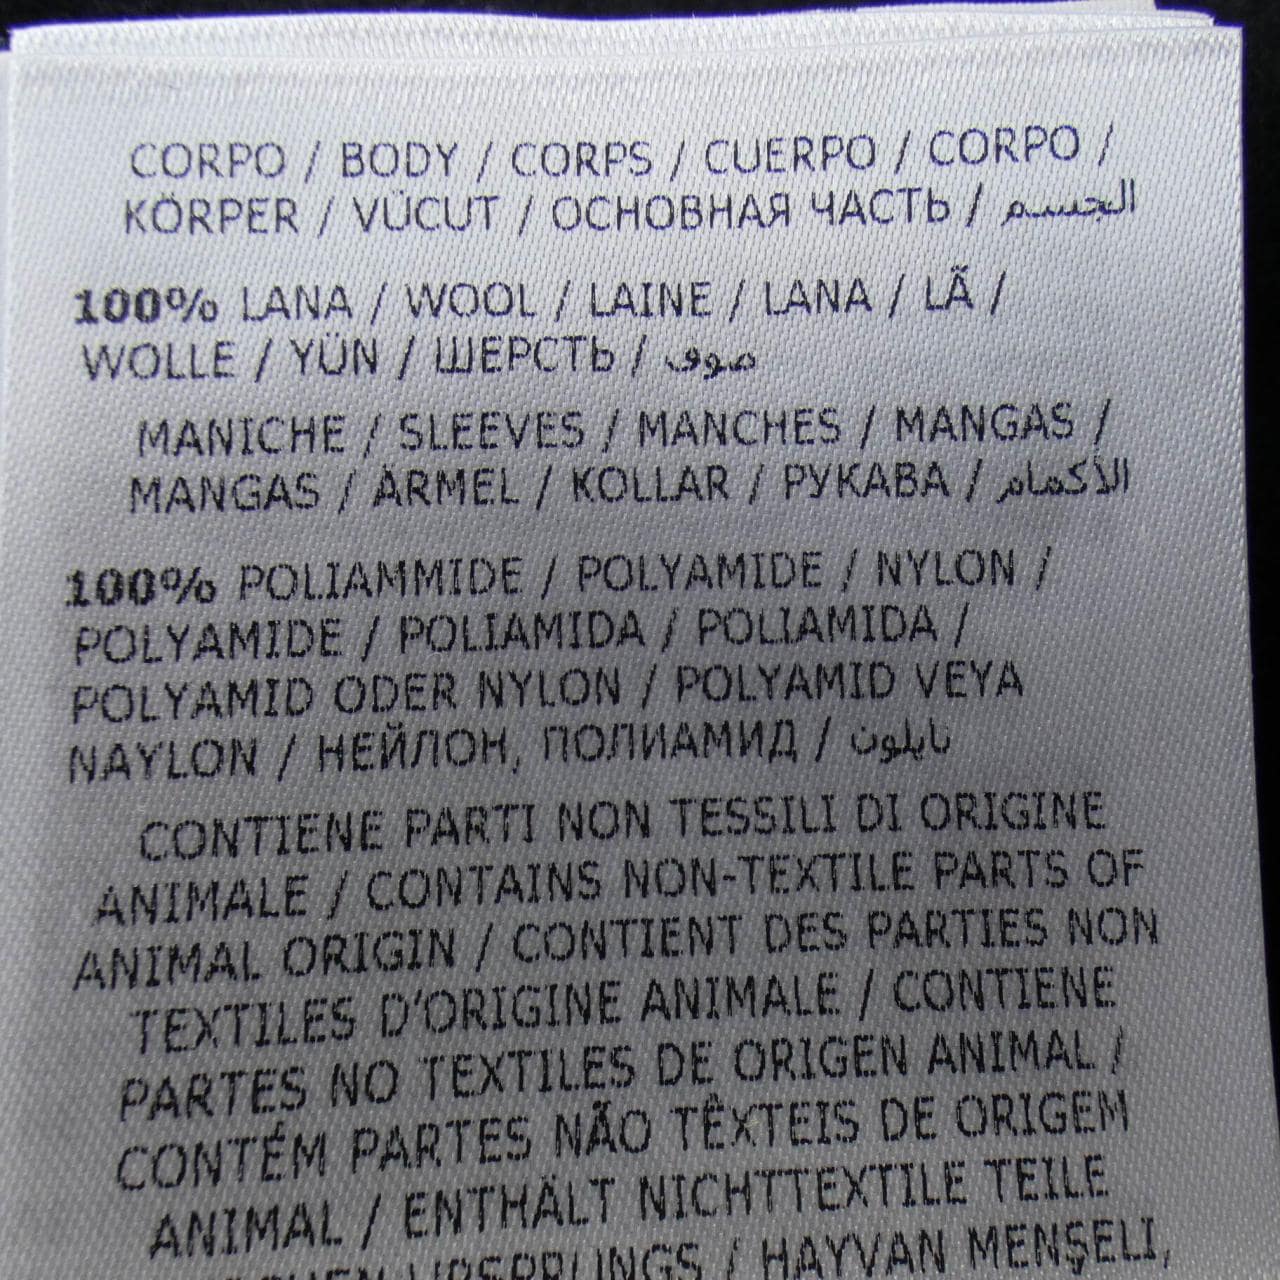 CORPO / BODY / CORPS / CUERPO / CORPO /
KÖRPER / VÜCUT / ОСНОВНАЯ ЧАСТЬ / الجسم
100% LANA / WOOL / LAINE / LANA / LÃ /
WOLLE / YÜN / ШЕРСТЬ / صوف
MANICHE / SLEEVES / MANCHES / MANGAS /
MANGAS / ÄRMEL / KOLLAR / РУКАВА / الأكمام
100% POLIAMMIDE / POLYAMIDE / NYLON /
POLYAMIDE / POLIAMIDA / POLIAMIDA /
POLYAMID ODER NYLON / POLYAMID VEYA
NAYLON / НЕЙЛОН, ПОЛИАМИД / نايلون
CONTIENE PARTI NON TESSILI DI ORIGINE
ANIMALE / CONTAINS NON-TEXTILE PARTS OF
ANIMAL ORIGIN / CONTIENT DES PARTIES NON
TEXTILES D'ORIGINE ANIMALE / CONTIENE
PARTES NO TEXTILES DE ORIGEN ANIMAL /
CONTÉM PARTES NÃO TÊXTEIS DE ORIGEM
ANIMAL / ENTHÄLT NICHTTEXTILE TEILE
URSPRUNGS / HAYVAN MENŞELI,